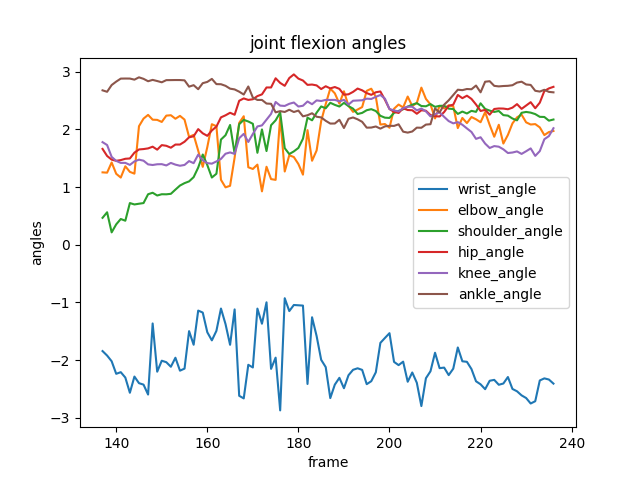 joint flexion angles
angles
3
2
1
0
−1
−2
−3
wrist_angle
elbow_angle
shoulder_angle
hip_angle
knee_angle
ankle_angle
140 160 180 200 220 240
frame